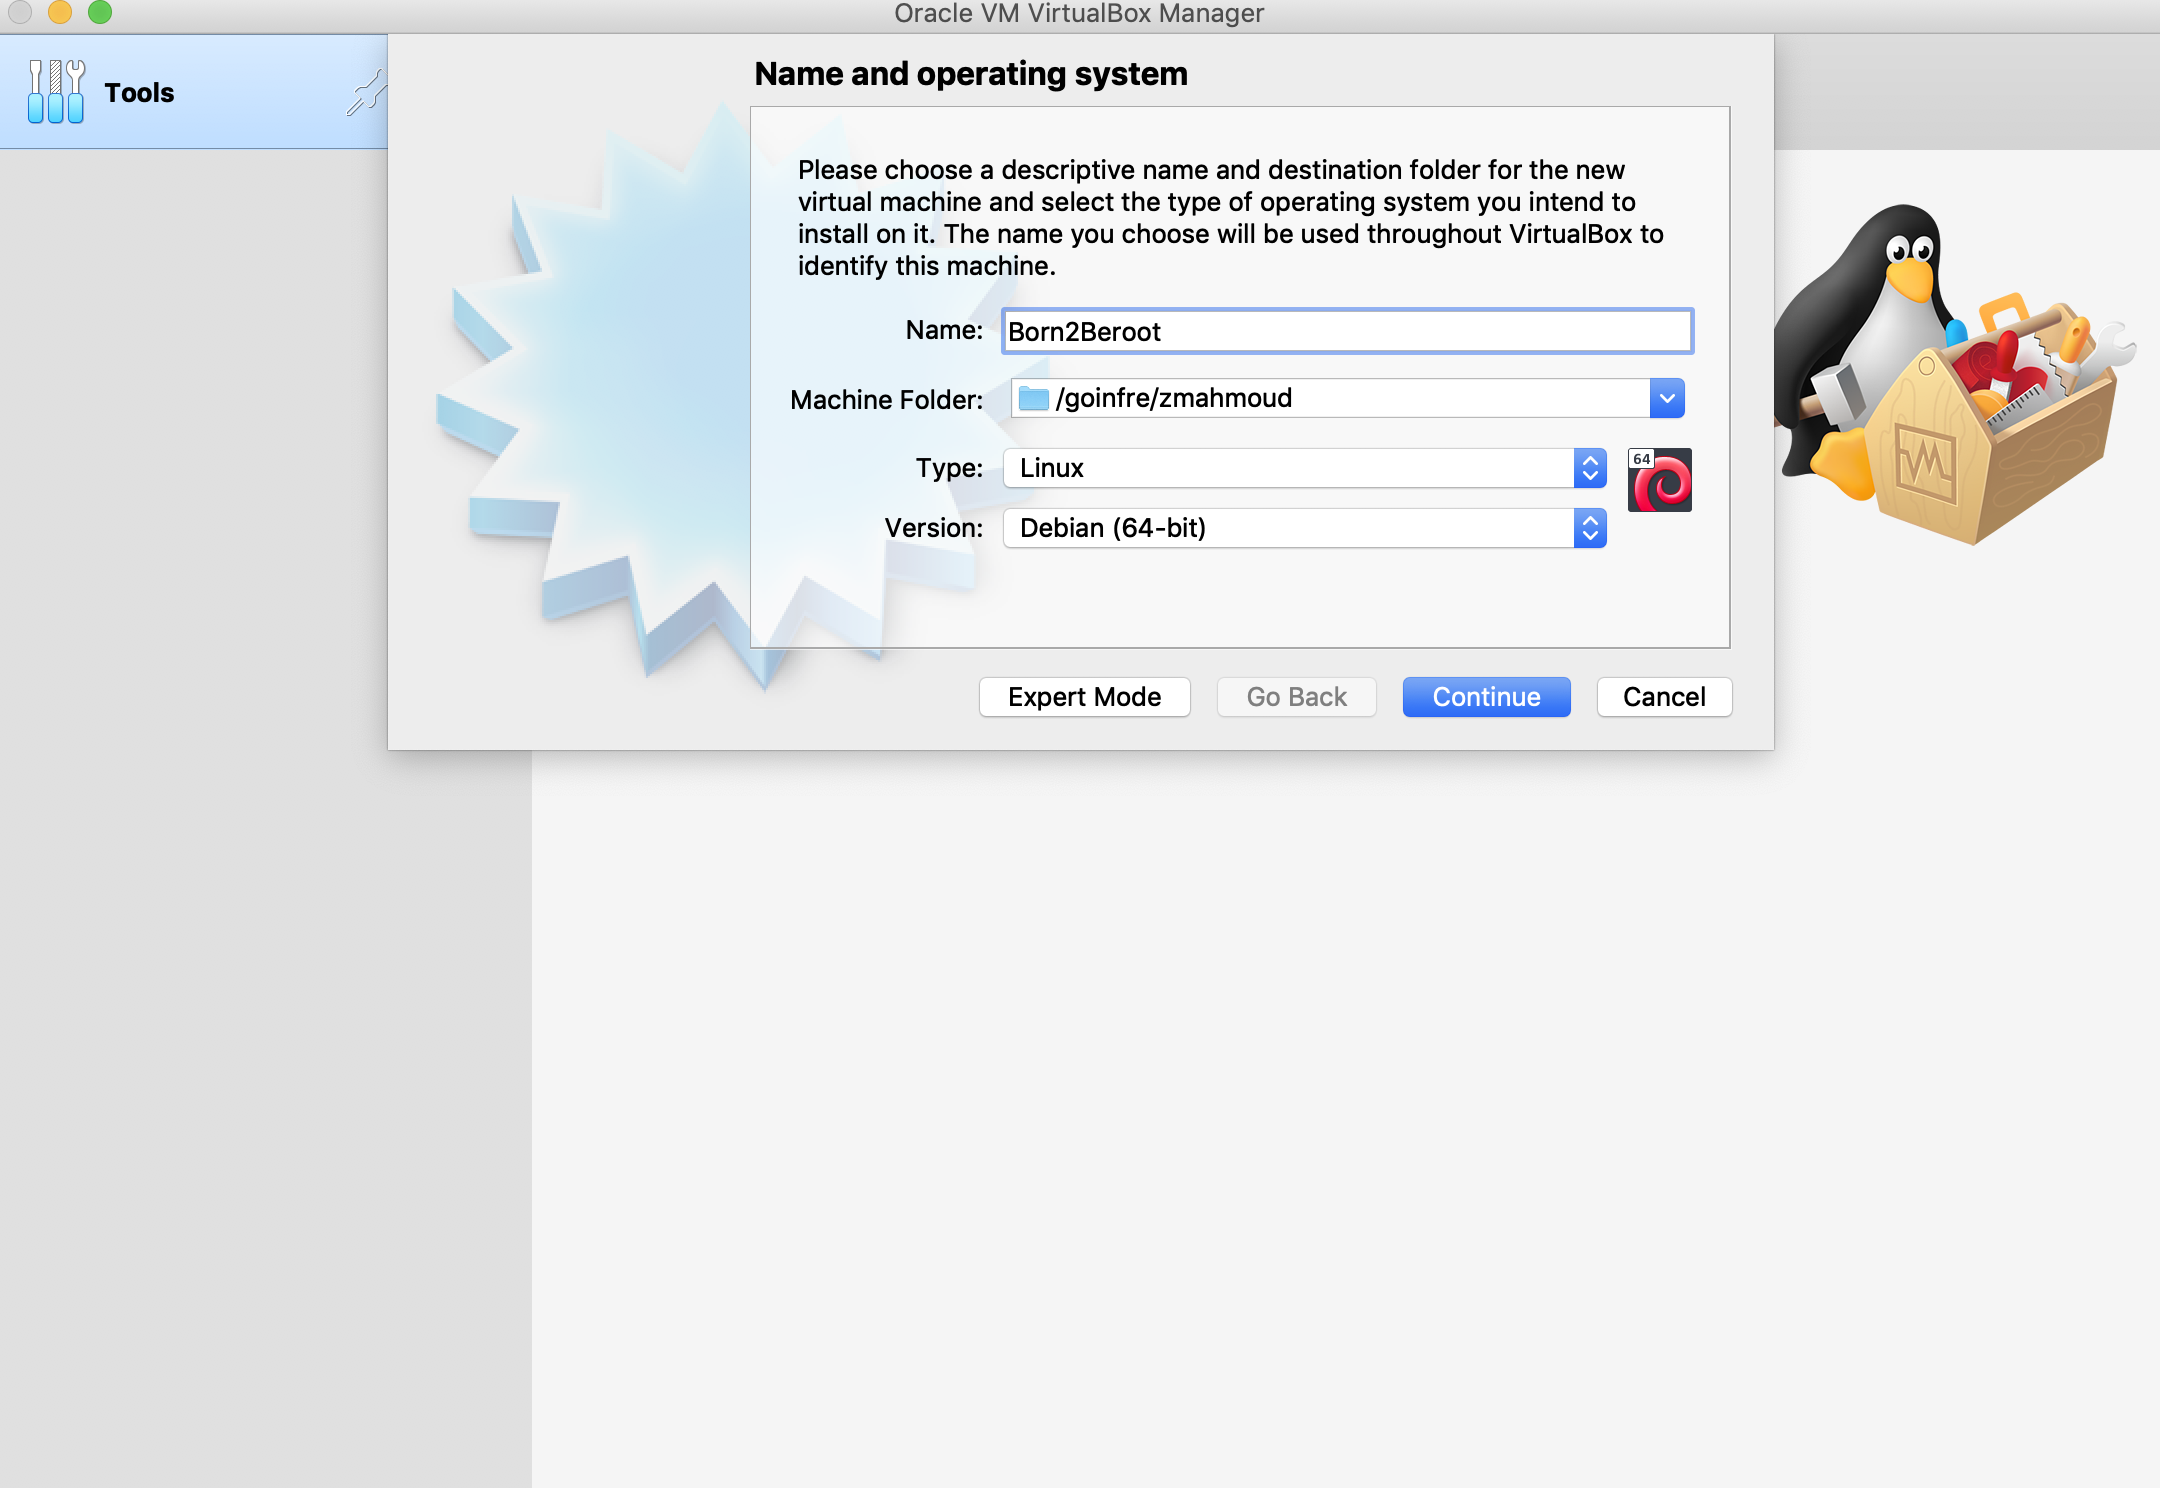 Oracle VM VirtualBox Manager
Tools
Name and operating system
Please choose a descriptive name and destination folder for the new
virtual machine and select the type of operating system you intend to
install on it. The name you choose will be used throughout VirtualBox to
identify this machine.
Name: Born2Beroot
Machine Folder: /goinfre/zmahmoud
Type: Linux
64
Version: Debian (64-bit)
Expert Mode Go Back Continue Cancel